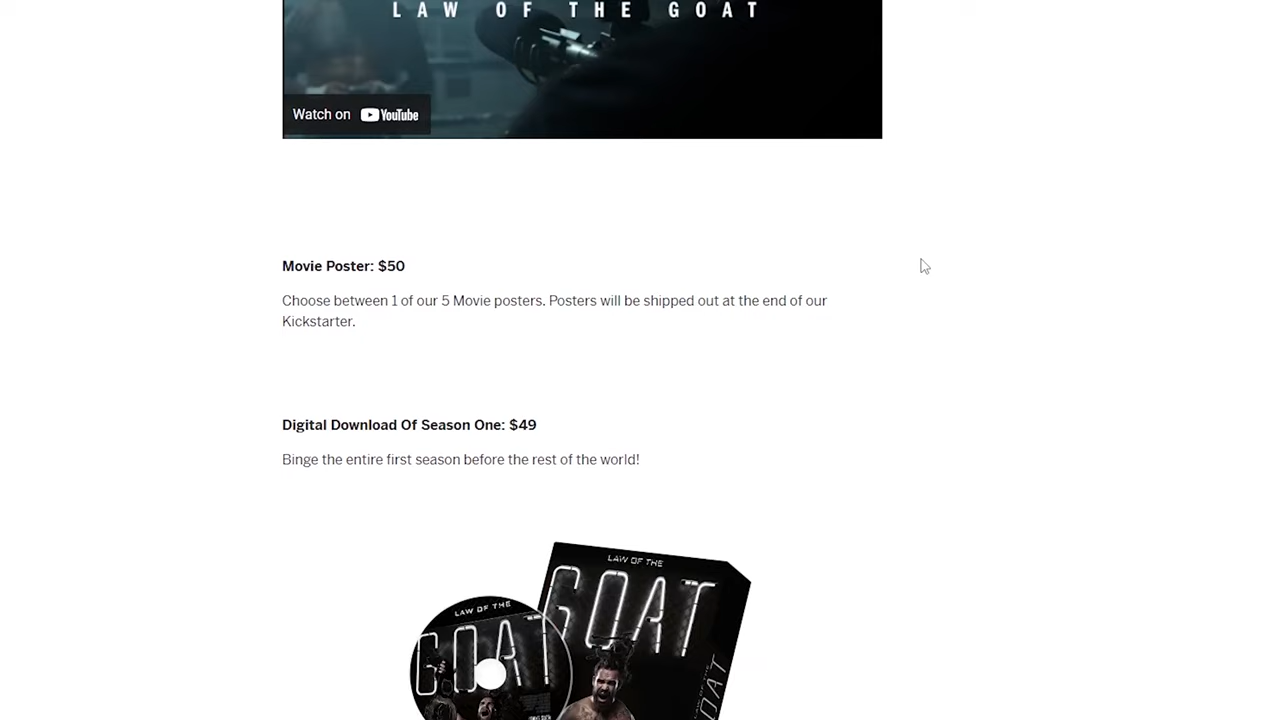 LAW OF THE GOAT
Watch on YouTube
Movie Poster: $50
Choose between 1 of our 5 Movie posters. Posters will be shipped out at the end of our
Kickstarter.
Digital Download Of Season One: $49
Binge the entire first season before the rest of the world!
LAW OF THE
GOAT
LAW OF THE
GOAT